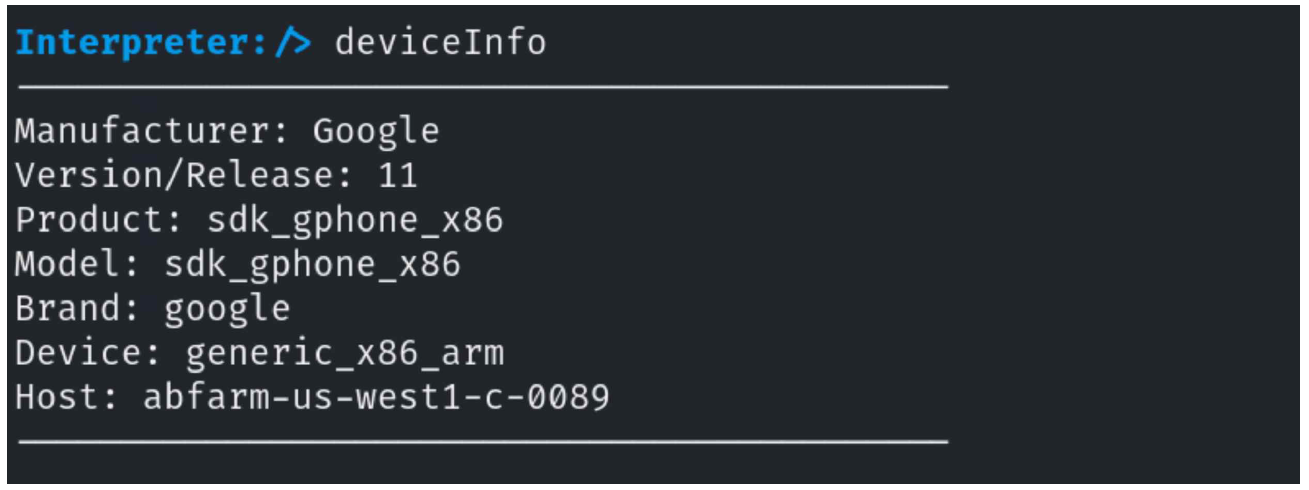 Interpreter:/> deviceInfo
Manufacturer: Google
Version/Release: 11
Product: sdk_gphone_x86
Model: sdk_gphone_x86
Brand: google
Device: generic_x86_arm
Host: abfarm-us-west1-c-0089